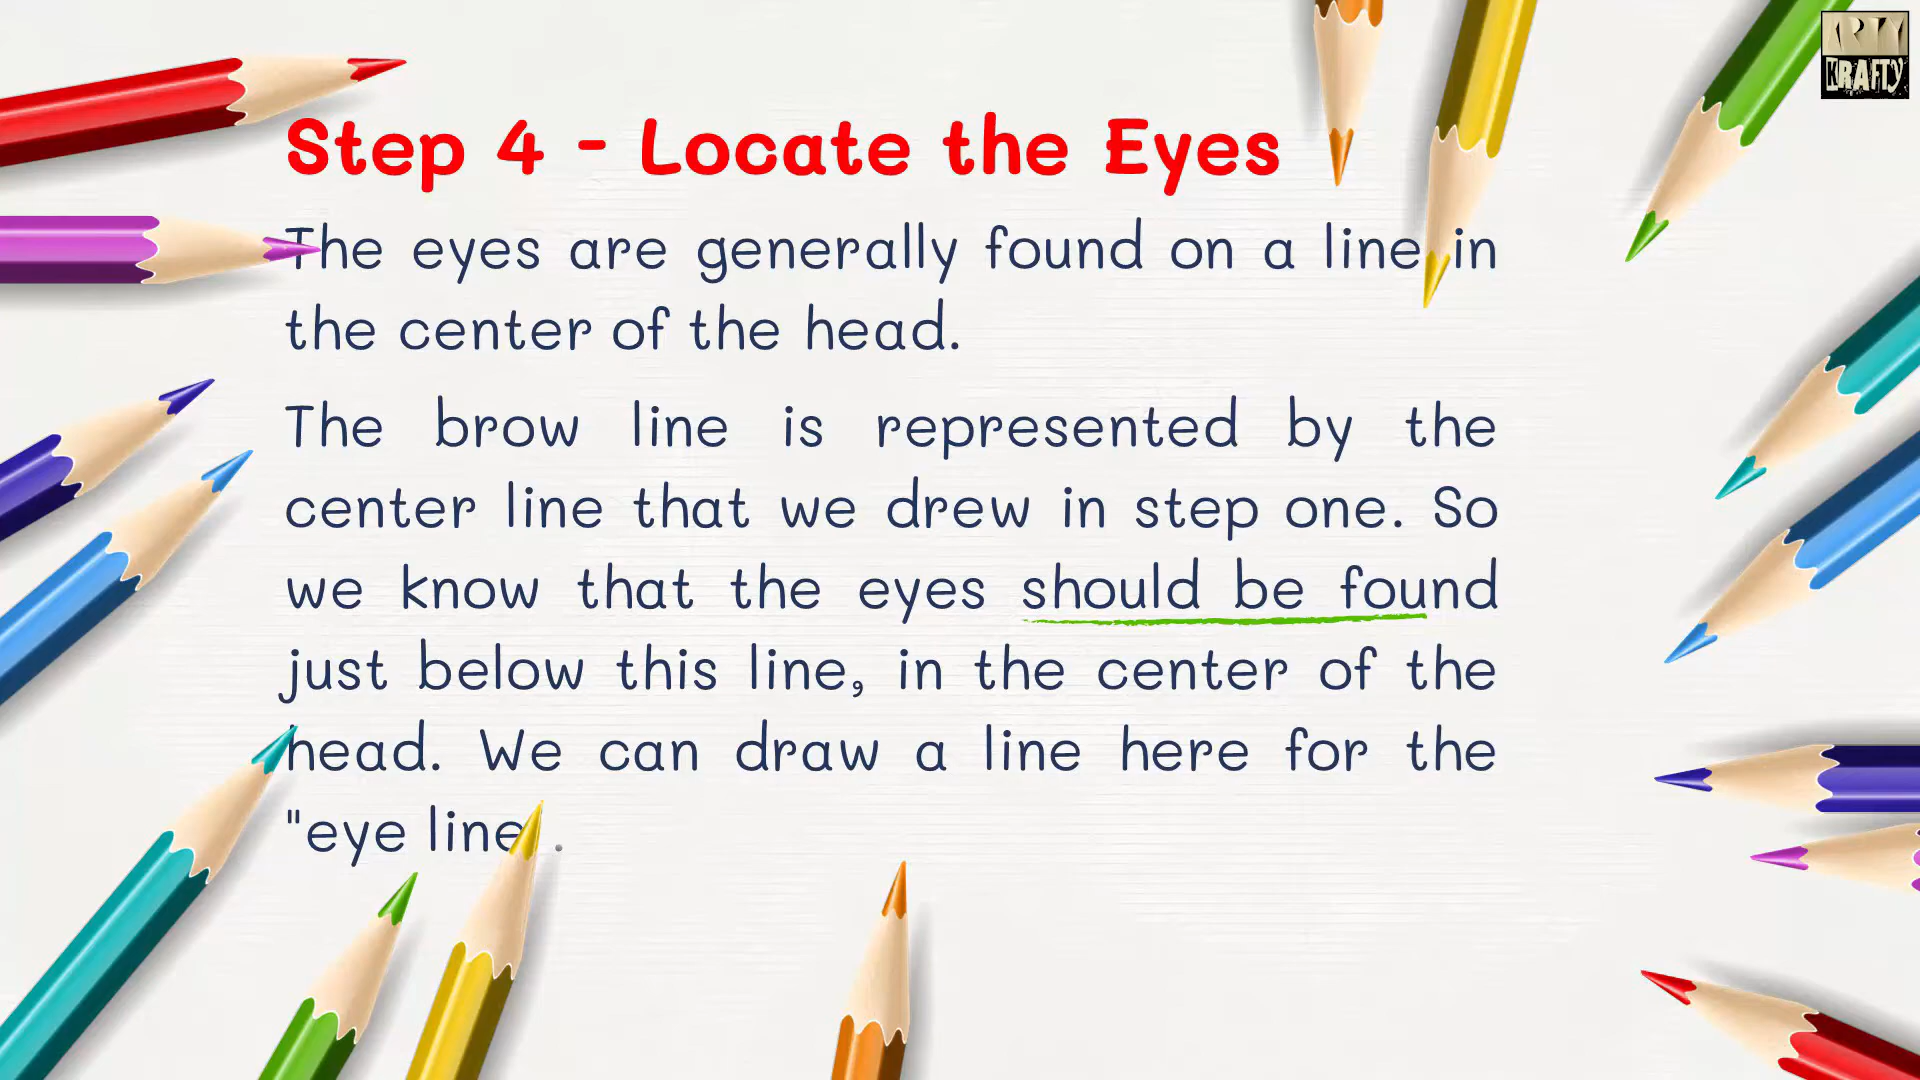 ARTY
KRAFTY
Step 4 - Locate the Eyes
The eyes are generally found on a line in
the center of the head.
The brow line is represented by the
center line that we drew in step one. So
we know that the eyes should be found
just below this line, in the center of the
head. We can draw a line here for the
"eye line .